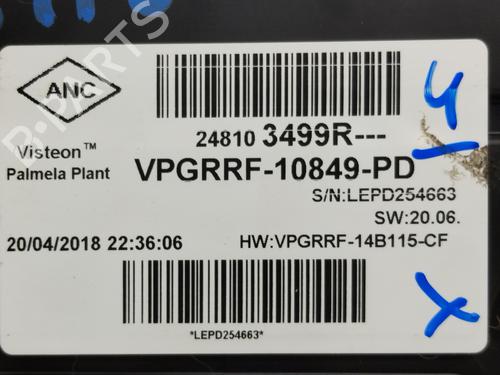 ANC
24810 3499R---
Visteon™
Palmela Plant
VPGRRF-10849-PD
S/N:LEPD254663
SW:20.06.
20/04/2018 22:36:06
HW:VPGRRF-14B115-CF
*LEPD254663*
B-PARTS